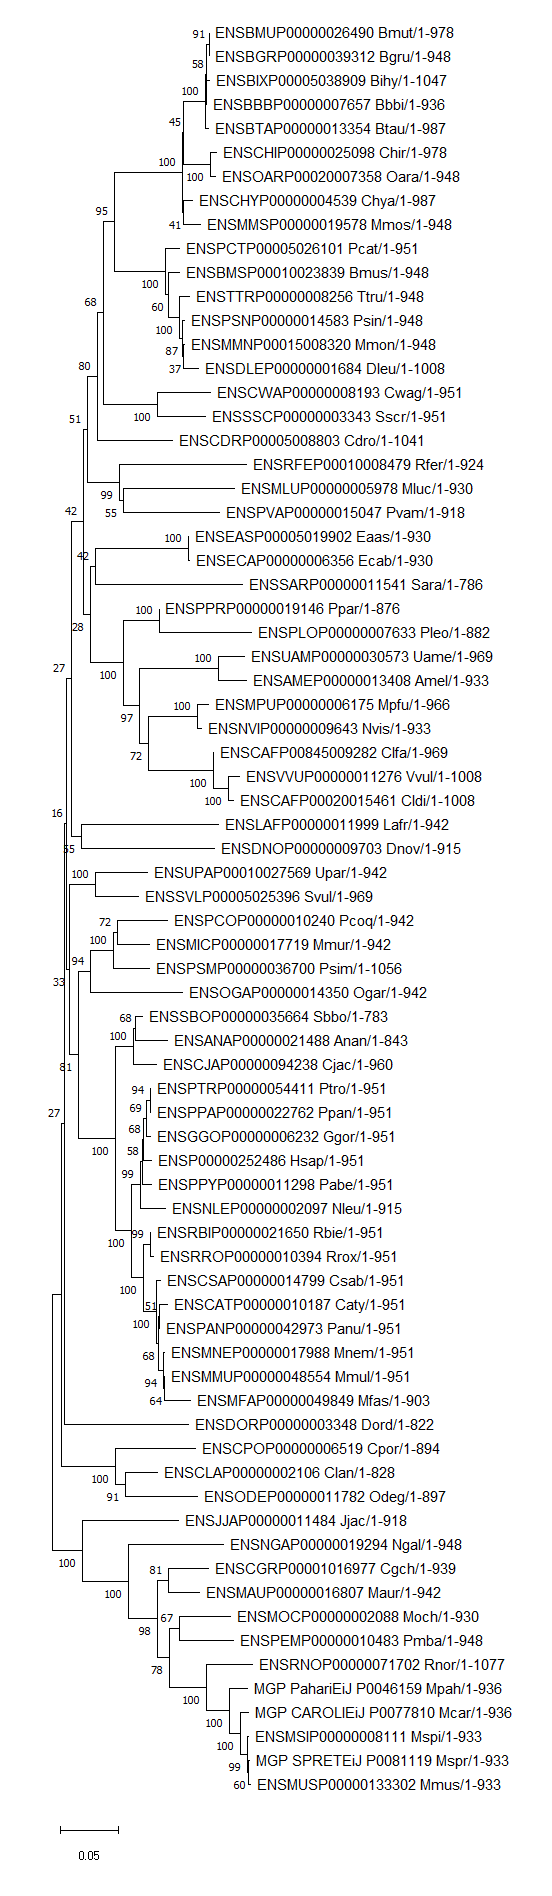 91 ENSBMUP00000026490 Bmut/1-978
ENSBGRP00000039312 Bgru/1-948
58
ENSBIXP00005038909 Bihy/1-1047
100
ENSBBBP00000007657 Bbbi/1-936
45
ENSBTAP00000013354 Btau/1-987
ENSCHIP00000025098 Chir/1-978
100
100
ENSOARP00020007358 Oara/1-948
ENSCHYP00000004539 Chya/1-987
95
41
ENSMMSP00000019578 Mmos/1-948
ENSPCTP00005026101 Pcat/1-951
ENSBMSP00010023839 Bmus/1-948
100
ENSTTRP00000008256 Ttru/1-948
68
60
ENSPSNP00000014583 Psin/1-948
100
ENSMMNP00015008320 Mmon/1-948
87
37
ENSDLEP00000001684 Dleu/1-1008
80
ENSCWAP00000008193 Cwag/1-951
100
ENSSSCP00000003343 Sscr/1-951
51
ENSCDRP00005008803 Cdro/1-1041
ENSRFEP00010008479 Rfer/1-924
ENSMLUP00000005978 Mluc/1-930
99
42
55
ENSPVAP00000015047 Pvam/1-918
100
ENSEASP00005019902 Eaas/1-930
42
ENSECAP00000006356 Ecab/1-930
ENSSARP00000011541 Sara/1-786
100
ENSPPRP00000019146 Ppar/1-876
28
ENSPLOP00000007633 Pleo/1-882
100
ENSUAMP00000030573 Uame/1-969
27
100
ENSAMEP00000013408 Amel/1-933
100
ENSMPUP00000006175 Mpfu/1-966
97
ENSNVIP00000009643 Nvis/1-933
72
ENSCAFP00845009282 Clfa/1-969
ENSVVUP00000011276 Vvul/1-1008
100
100
ENSCAFP00020015461 Cldi/1-1008
16
ENSLAFP00000011999 Lafr/1-942
55
ENSDNOP00000009703 Dnov/1-915
100
ENSUPAP00010027569 Upar/1-942
ENSSVLP00005025396 Svul/1-969
72
ENSPCOP00000010240 Pcoq/1-942
100
ENSMICP00000017719 Mmur/1-942
94
ENSPSMP00000036700 Psim/1-1056
33
ENSOGAP00000014350 Ogar/1-942
68
ENSSBOP00000035664 Sbbo/1-783
100
ENSANAP00000021488 Anan/1-843
81
ENSCJAP00000094238 Cjac/1-960
94
ENSPTRP00000054411 Ptro/1-951
69
27
ENSPPAP00000022762 Ppan/1-951
68
ENSGGOP00000006232 Ggor/1-951
100
58
ENSP00000252486 Hsap/1-951
99
ENSPPYP00000011298 Pabe/1-951
ENSNLEP00000002097 Nleu/1-915
99
ENSRBIP00000021650 Rbie/1-951
100
ENSRROP00000010394 Rrox/1-951
ENSCSAP00000014799 Csab/1-951
100
51
ENSCATP00000010187 Caty/1-951
100
ENSPANP00000042973 Panu/1-951
ENSMNEP00000017988 Mnem/1-951
68
ENSMMUP00000048554 Mmul/1-951
94
64
ENSMFAP00000049849 Mfas/1-903
ENSDORP00000003348 Dord/1-822
ENSCPOP00000006519 Cpor/1-894
ENSCLAP00000002106 Clan/1-828
100
91
ENSODEP00000011782 Odeg/1-897
ENSJJAP00000011484 Jjac/1-918
ENSNGAP00000019294 Ngal/1-948
100
81
ENSCGRP00001016977 Cgch/1-939
100
ENSMAUP00000016807 Maur/1-942
67
ENSMOCP00000002088 Moch/1-930
98
ENSPEMP00000010483 Pmba/1-948
78
ENSRNOP00000071702 Rnor/1-1077
MGP PahariEiJ P0046159 Mpah/1-936
100
MGP CAROLIEiJ P0077810 Mcar/1-936
100
ENSMSIP00000008111 Mspi/1-933
100
MGP SPRETEiJ P0081119 Mspr/1-933
99
60
ENSMUSP00000133302 Mmus/1-933
0.05